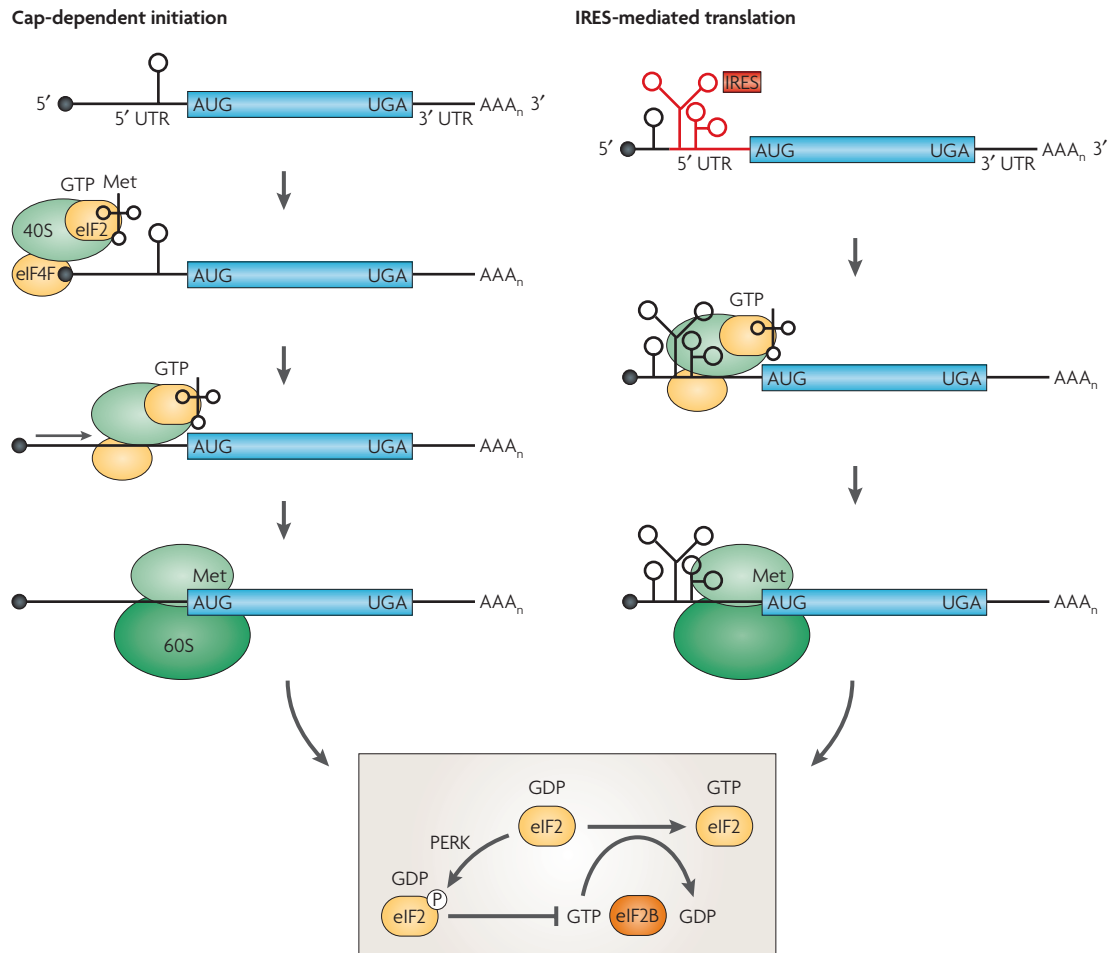 Cap-dependent initiation
5′ AUG UGA AAAn 3′
5′ UTR 3′ UTR
GTP Met
40S eIF2
eIF4F AUG UGA AAAn
GTP
AUG UGA AAAn
Met
AUG UGA AAAn
60S
IRES-mediated translation
IRES
5′ AUG UGA AAAn 3′
5′ UTR 3′ UTR
GTP
AUG UGA AAAn
Met
AUG UGA AAAn
GDP GTP
eIF2 eIF2
PERK
GDP
P
eIF2 GTP eIF2B GDP